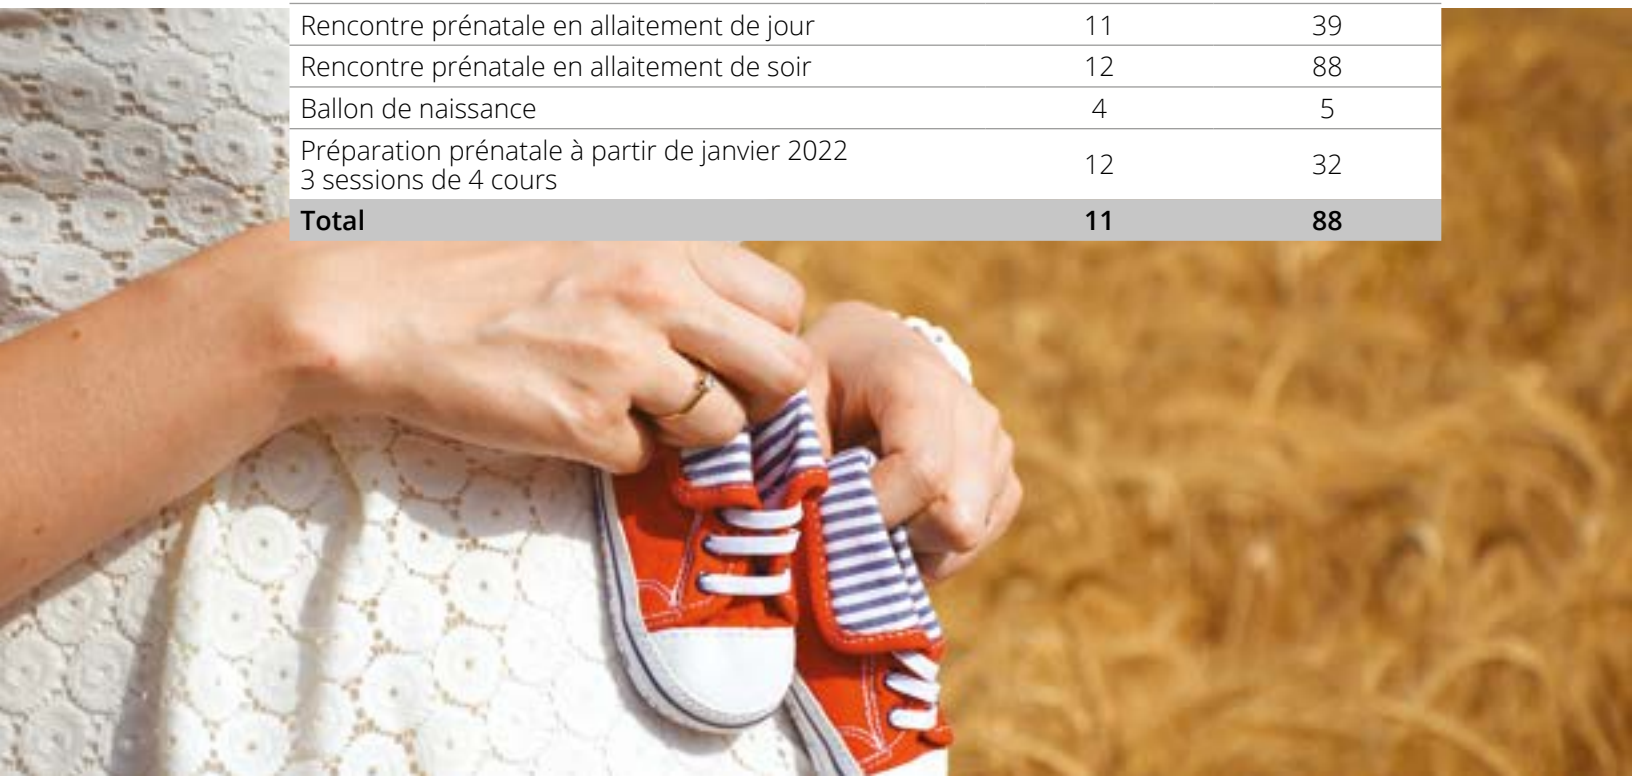 Rencontre prénatale en allaitement de jour 11 39
Rencontre prénatale en allaitement de soir 12 88
Ballon de naissance 4 5
Préparation prénatale à partir de janvier 2022
3 sessions de 4 cours 12 32
Total 11 88